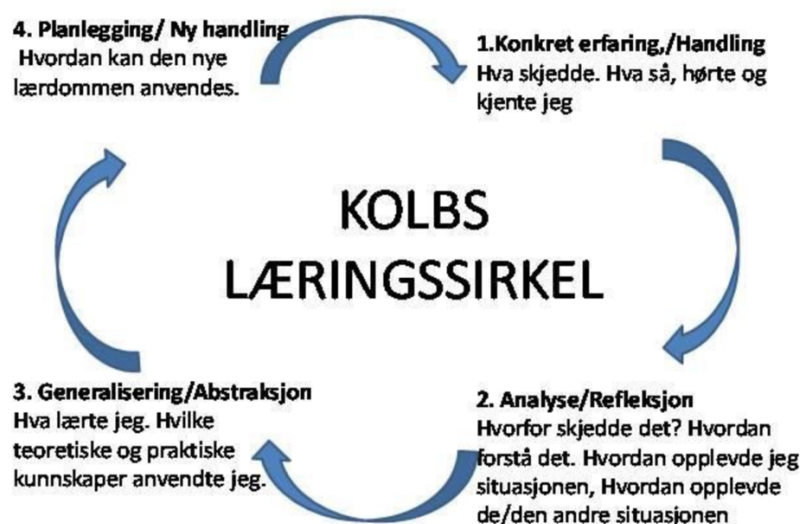 4. Planlegging/ Ny handling
Hvordan kan den nye
lærdommen anvendes.
1.Konkret erfaring,/Handling
Hva skjedde. Hva så, hørte og
kjente jeg
KOLBS
LÆRINGSSIRKEL
3. Generalisering/Abstraksjon
Hva lærte jeg. Hvilke
teoretiske og praktiske
kunnskaper anvendte jeg.
2. Analyse/Refleksjon
Hvorfor skjedde det? Hvordan
forstå det. Hvordan opplevde jeg
situasjonen, Hvordan opplevde
de/den andre situasjonen